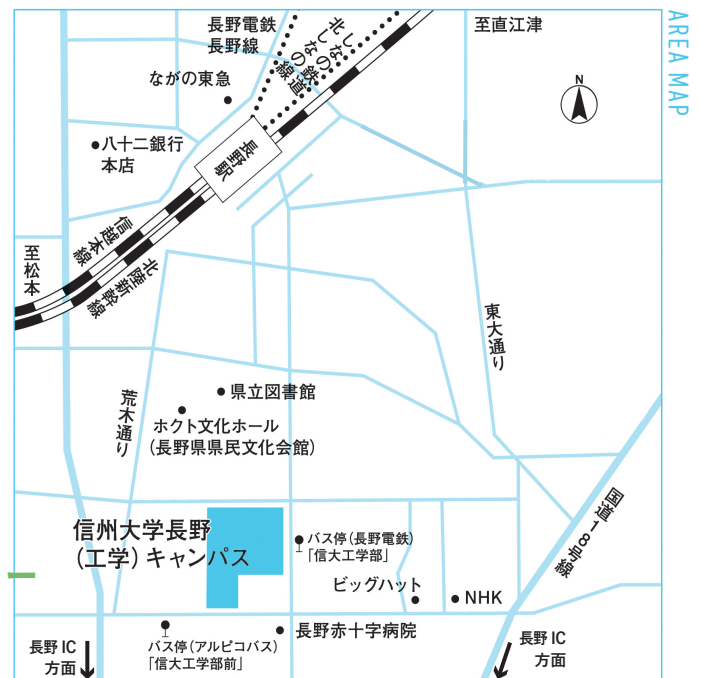 AREA MAP
長野電鉄
長野線
北しなの線
しなの鉄道
至直江津
ながの東急
N
八十二銀行
本店
長野駅
信越本線
北陸新幹線
至松本
東大通り
県立図書館
荒木通り
ホクト文化ホール
(長野県県民文化会館)
国道18号線
信州大学長野
(工学)キャンパス
バス停(長野電鉄)
「信大工学部」
ビッグハット
NHK
長野IC
方面
バス停(アルピコバス)
「信大工学部前」
長野赤十字病院
長野IC
方面